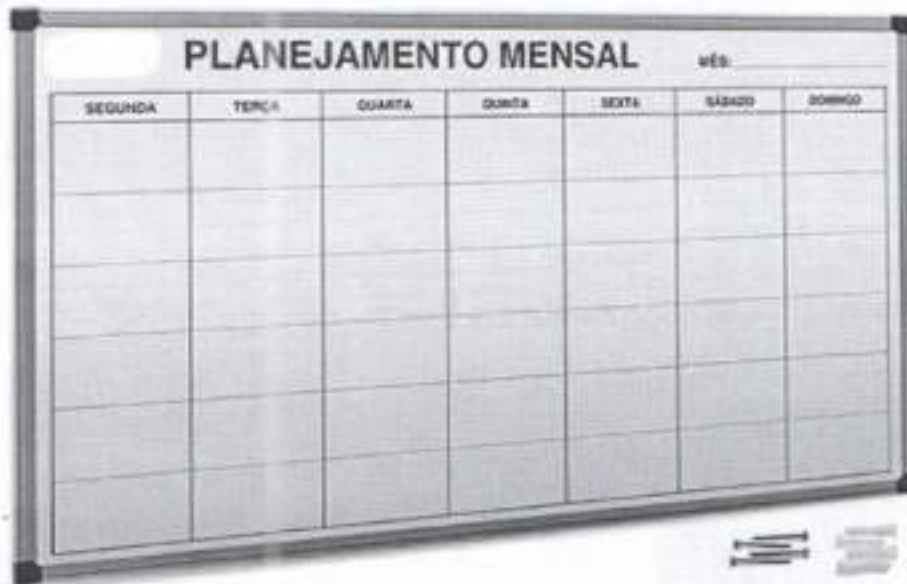 PLANEJAMENTO MENSAL MÊS:
SEGUNDA TERÇA QUARTA QUINTA SEXTA SÁBADO DOMINGO